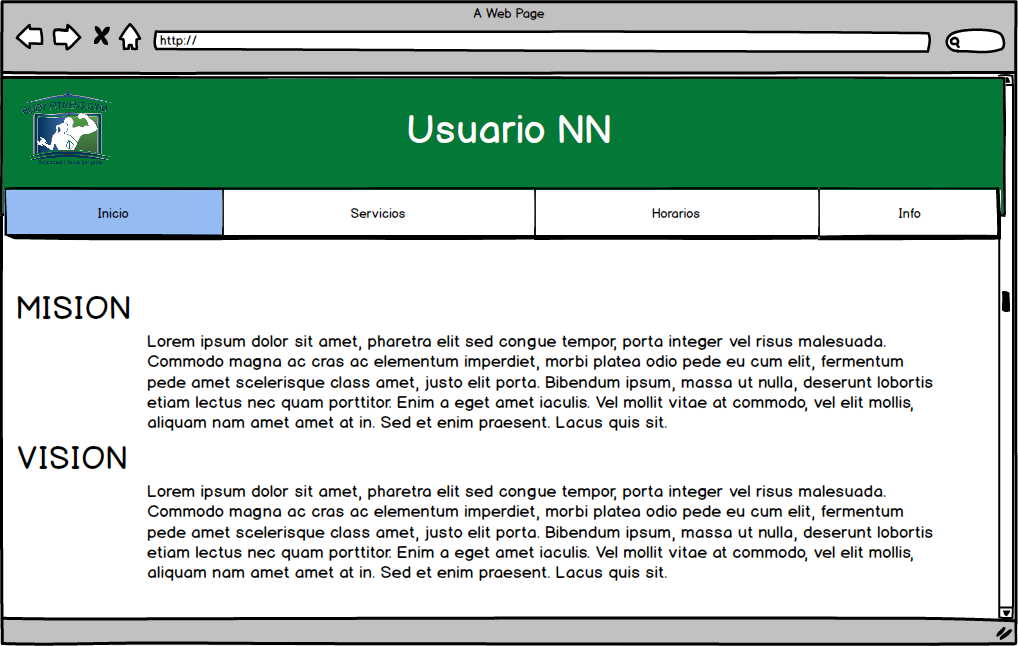 A Web Page
http://
BODY FITNESS GYM
Usuario NN
Inicio
Servicios
Horarios
Info
MISION
Lorem ipsum dolor sit amet, pharetra elit sed congue tempor, porta integer vel risus malesuada.
Commodo magna ac cras ac elementum imperdiet, morbi platea odio pede eu cum elit, fermentum
pede amet scelerisque class amet, justo elit porta. Bibendum ipsum, massa ut nulla, deserunt lobortis
etiam lectus nec quam porttitor. Enim a eget amet iaculis. Vel mollit vitae at commodo, vel elit mollis,
aliquam nam amet amet at in. Sed et enim praesent. Lacus quis sit.
VISION
Lorem ipsum dolor sit amet, pharetra elit sed congue tempor, porta integer vel risus malesuada.
Commodo magna ac cras ac elementum imperdiet, morbi platea odio pede eu cum elit, fermentum
pede amet scelerisque class amet, justo elit porta. Bibendum ipsum, massa ut nulla, deserunt lobortis
etiam lectus nec quam porttitor. Enim a eget amet iaculis. Vel mollit vitae at commodo, vel elit mollis,
aliquam nam amet amet at in. Sed et enim praesent. Lacus quis sit.